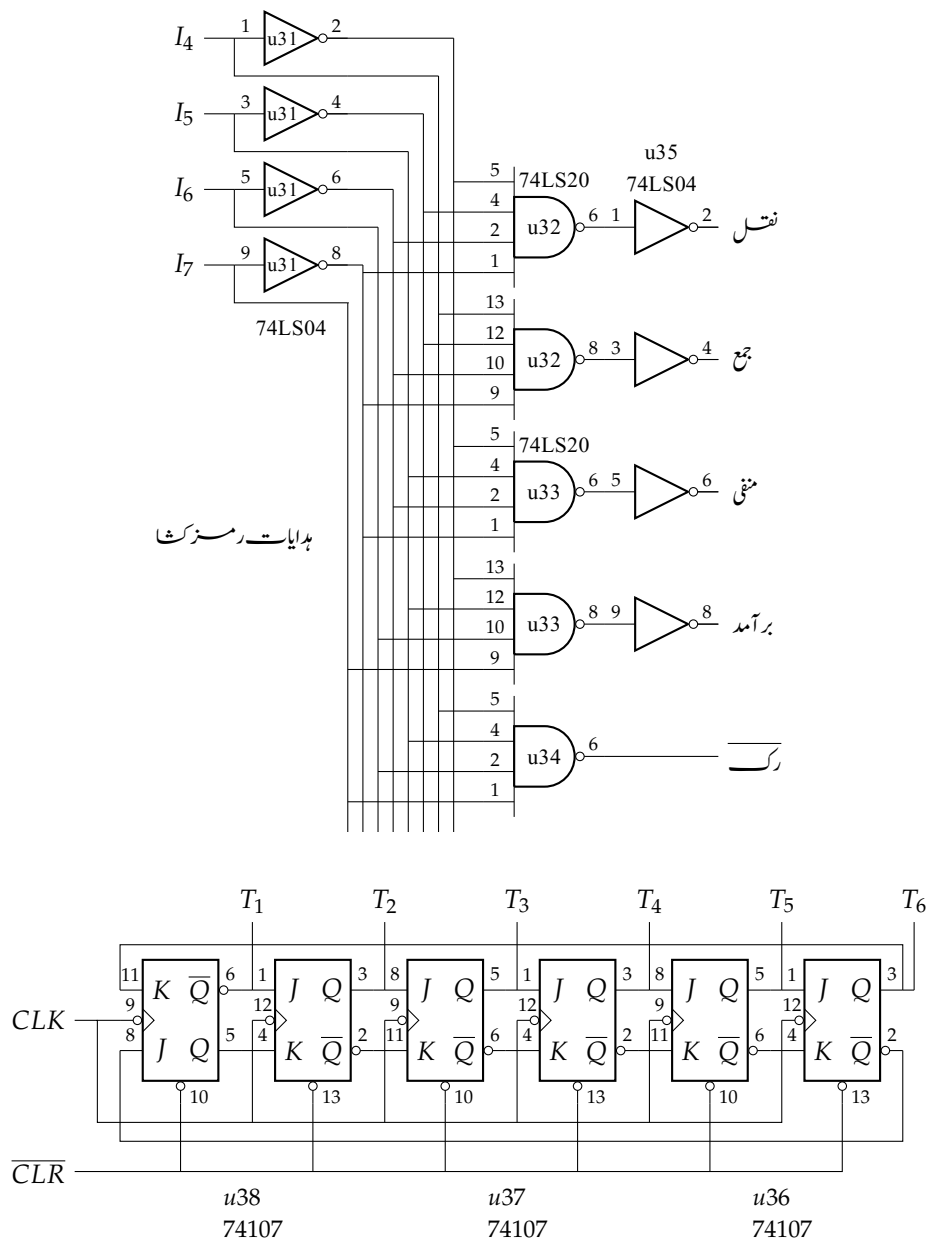 I4 1 u31 2
I5 3 u31 4
I6 5 u31 6
I7 9 u31 8
74LS04
u35
74LS20 74LS04
5
4
2
1
u32 6 1 2 نقل
13
12
10
9
u32 8 3 4 جمع
74LS20
5
4
2
1
u33 6 5 6 منفی
ہدایات رمز کشا
13
12
10
9
u33 8 9 8 برآمد
5
4
2
1
u34 6 رک
T1 T2 T3 T4 T5 T6
11 K Q 6 1 J Q 3 8 J Q 5 1 J Q 3 8 J Q 5 1 J Q 3
CLK 9 12 9 12 9 12
8 J Q 5 4 K Q 2 11 K Q 6 4 K Q 2 11 K Q 6 4 K Q 2
10 13 10 13 10 13
CLR
u38 u37 u36
74107 74107 74107